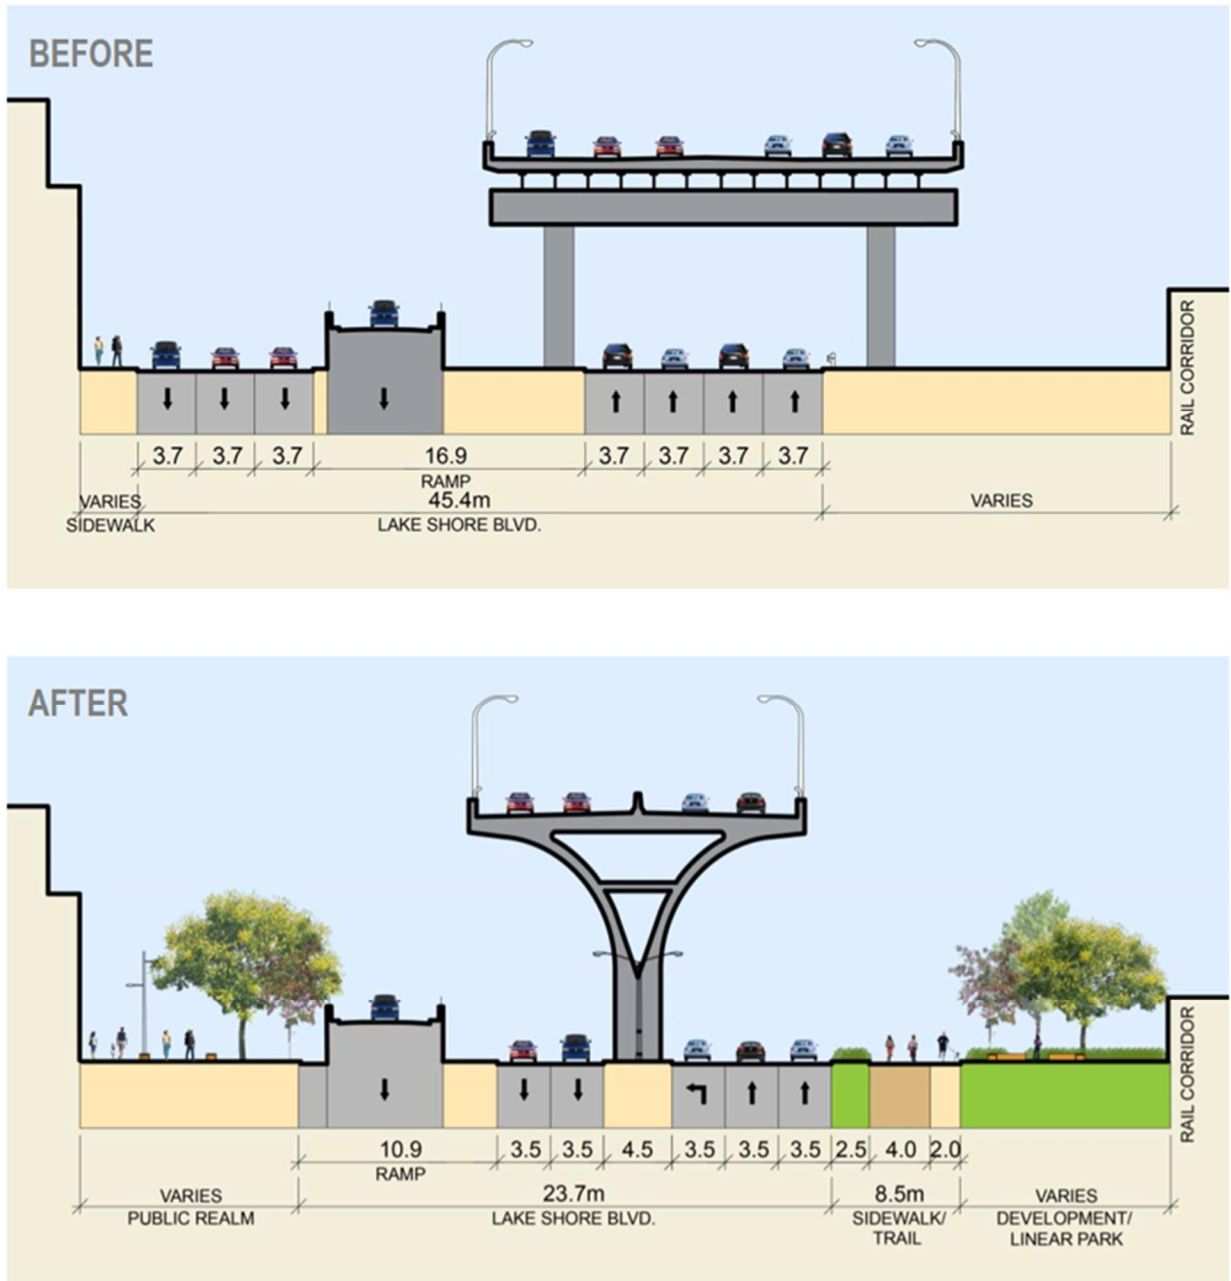 BEFORE
RAIL CORRIDOR
3.7 3.7 3.7 16.9 3.7 3.7 3.7 3.7
RAMP
VARIES 45.4m VARIES
SIDEWALK LAKE SHORE BLVD.
AFTER
RAIL CORRIDOR
10.9 3.5 3.5 4.5 3.5 3.5 3.5 2.5 4.0 2.0
RAMP
VARIES 23.7m 8.5m VARIES
PUBLIC REALM LAKE SHORE BLVD. SIDEWALK/ DEVELOPMENT/
TRAIL LINEAR PARK